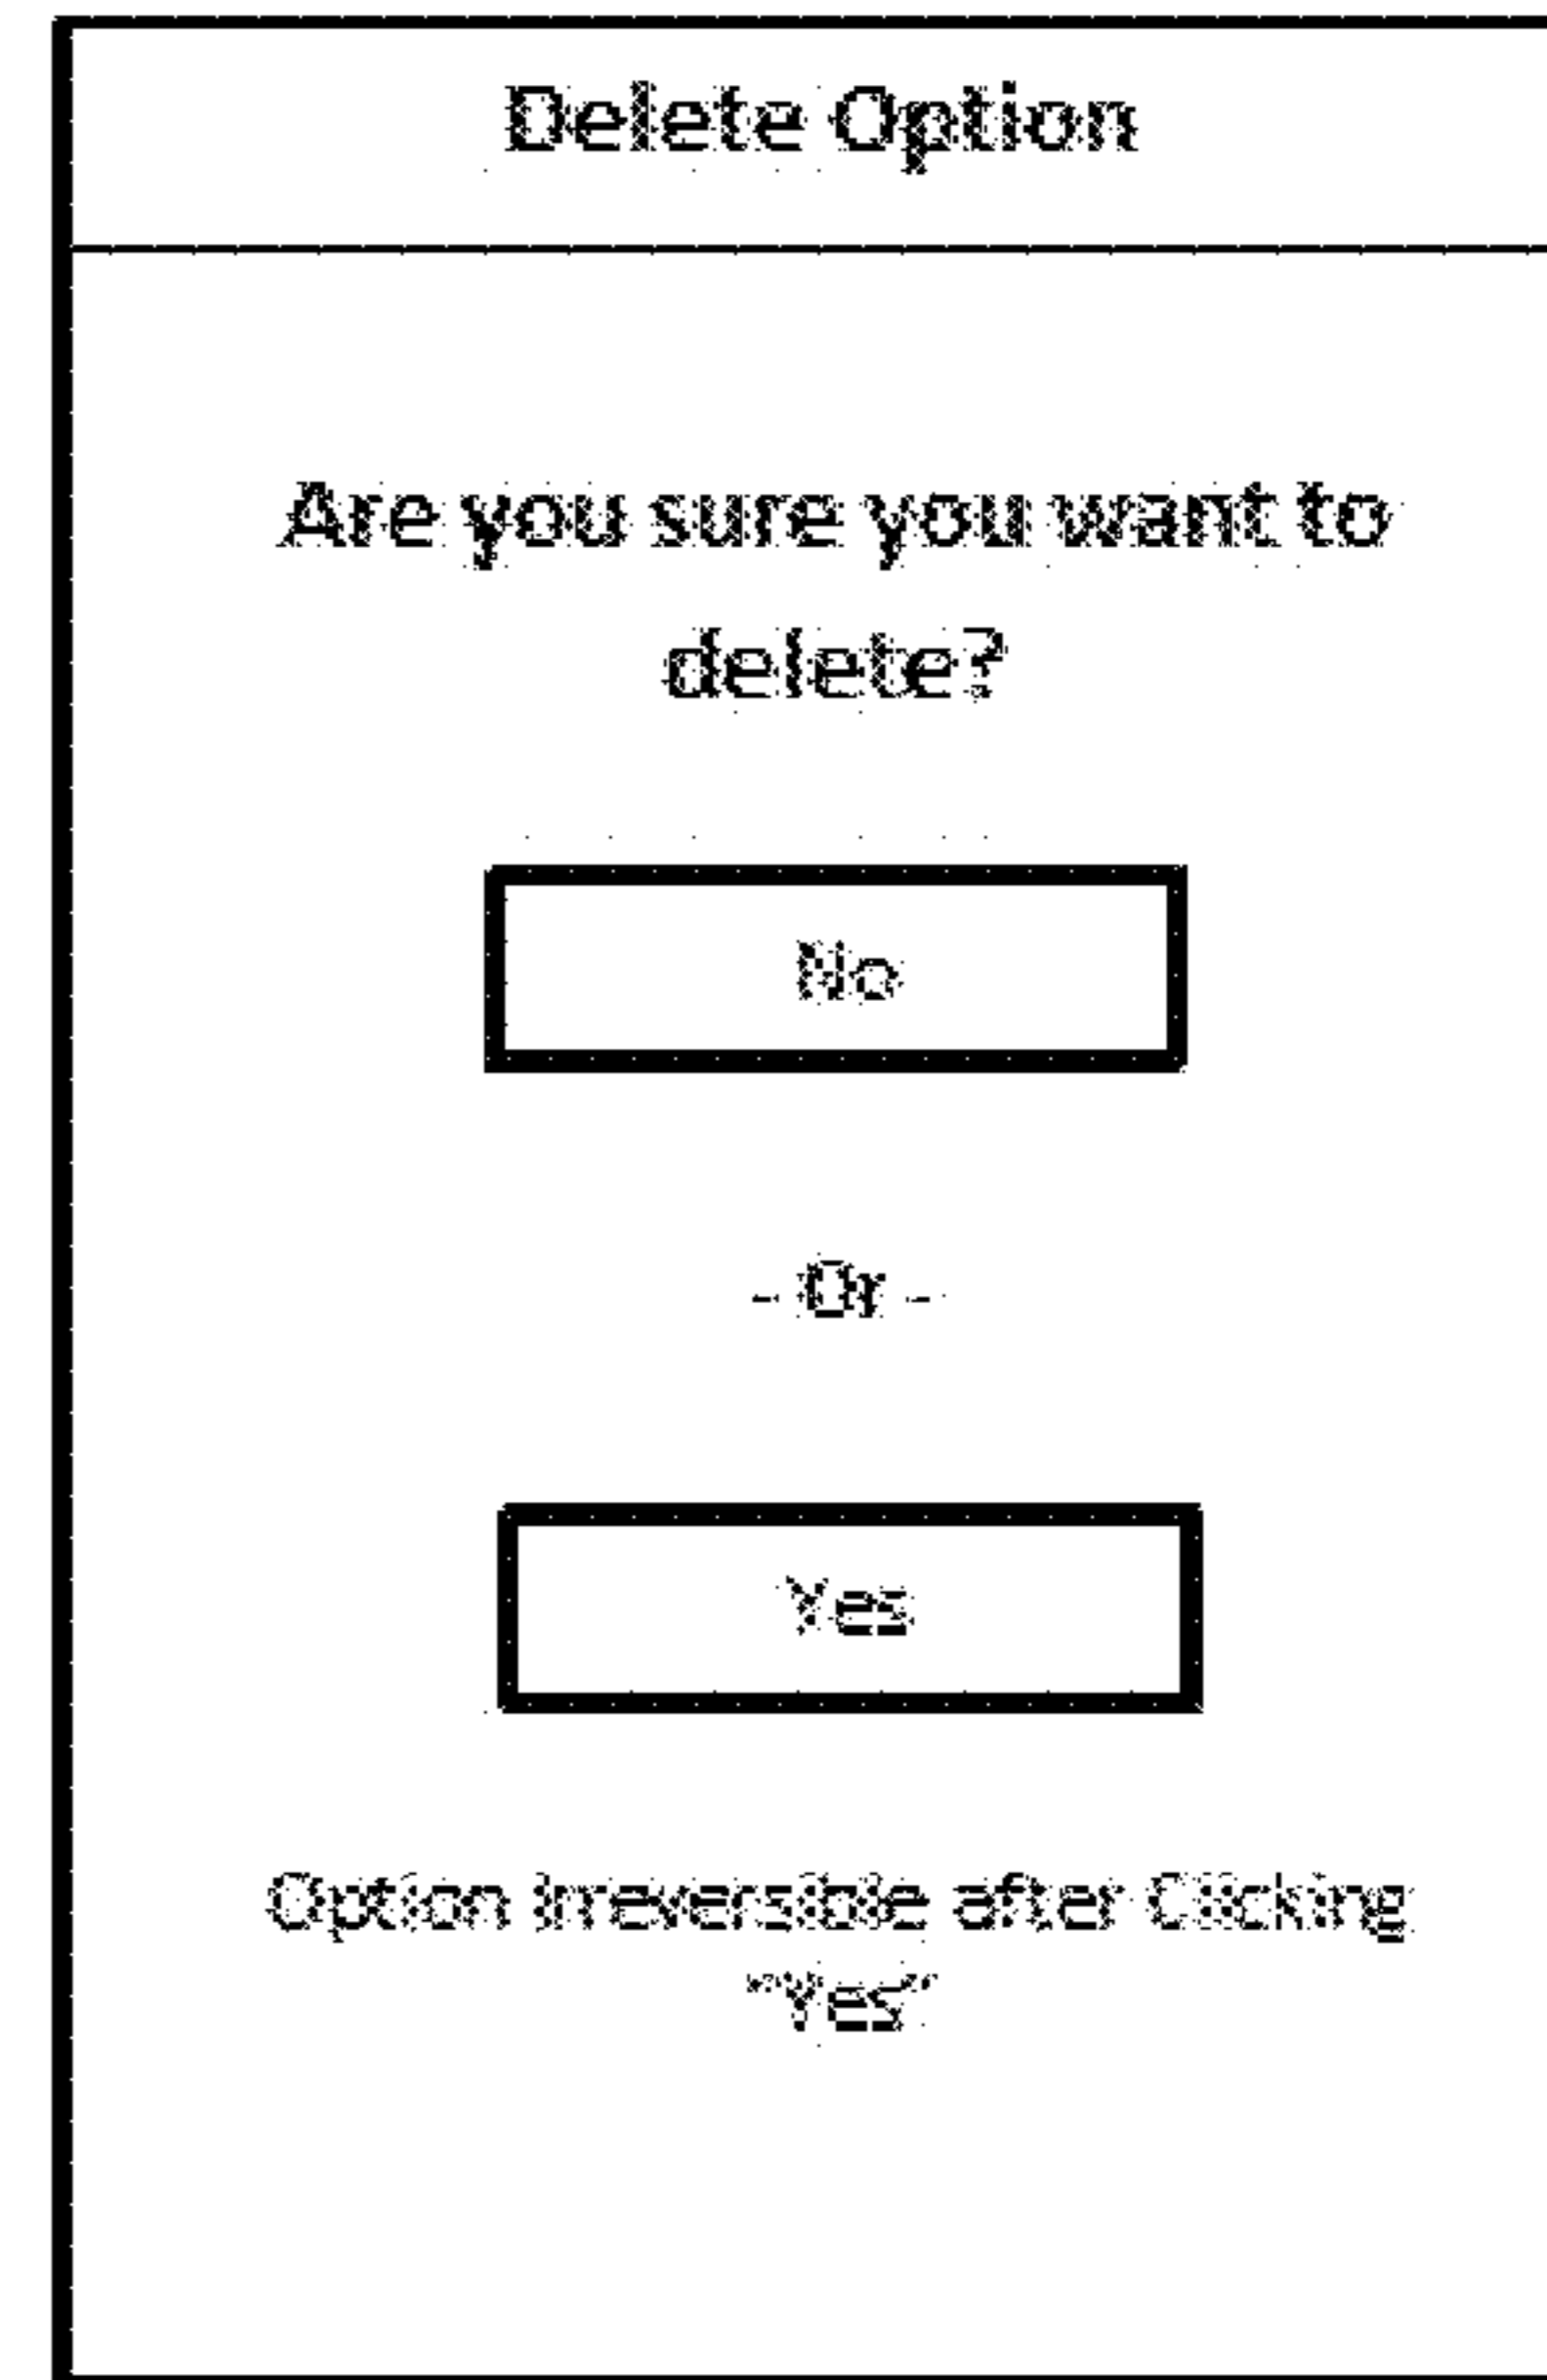 Delete Option
Are you sure you want to
delete?
No
- Or -
Yes
Option Irreversible after Clicking
"Yes"